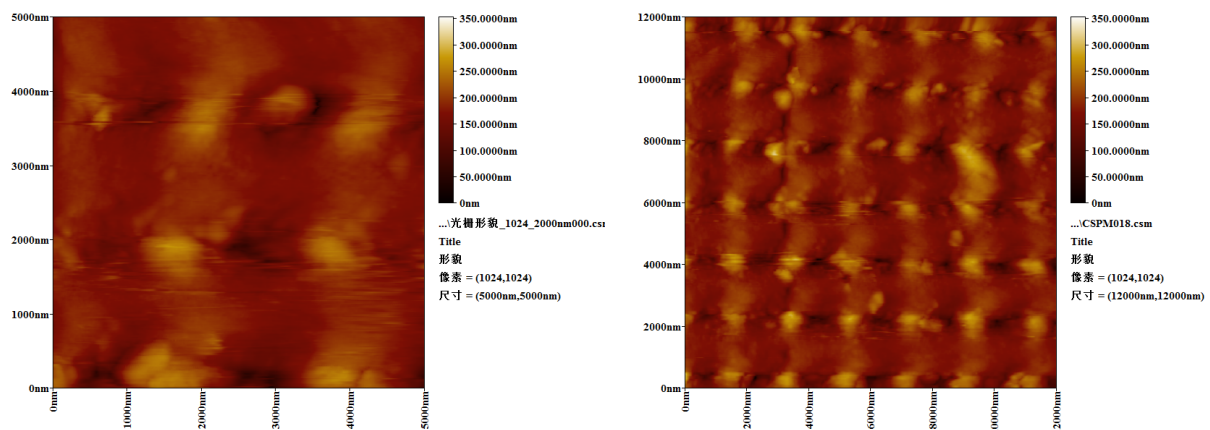 5000nm
4000nm
3000nm
2000nm
1000nm
0nm
0nm
1000nm
2000nm
3000nm
4000nm
5000nm
350.0000nm
300.0000nm
250.0000nm
200.0000nm
150.0000nm
100.0000nm
50.0000nm
0nm
...\光栅形貌_1024_2000nm000.csm
Title
形貌
像素 = (1024,1024)
尺寸 = (5000nm,5000nm)
12000nm
10000nm
8000nm
6000nm
4000nm
2000nm
0nm
0nm
2000nm
4000nm
6000nm
8000nm
0000nm
2000nm
350.0000nm
300.0000nm
250.0000nm
200.0000nm
150.0000nm
100.0000nm
50.0000nm
0nm
...\CSPM018.csm
Title
形貌
像素 = (1024,1024)
尺寸 = (12000nm,12000nm)